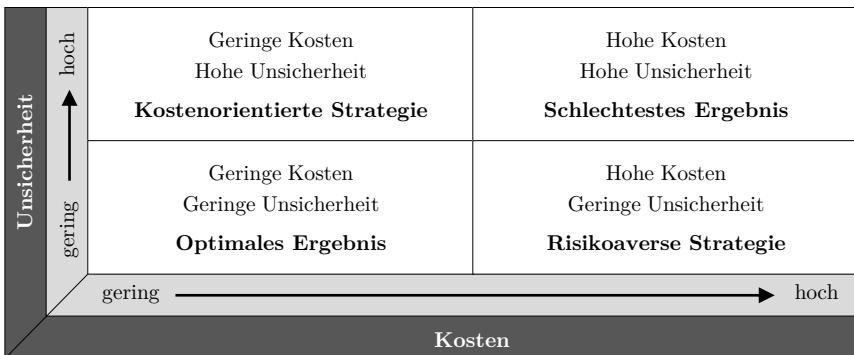 Unsicherheit
hoch
gering
Geringe Kosten
Hohe Unsicherheit
Kostenorientierte Strategie
Hohe Kosten
Hohe Unsicherheit
Schlechtestes Ergebnis
Geringe Kosten
Geringe Unsicherheit
Optimales Ergebnis
Hohe Kosten
Geringe Unsicherheit
Risikoaverse Strategie
gering
hoch
Kosten